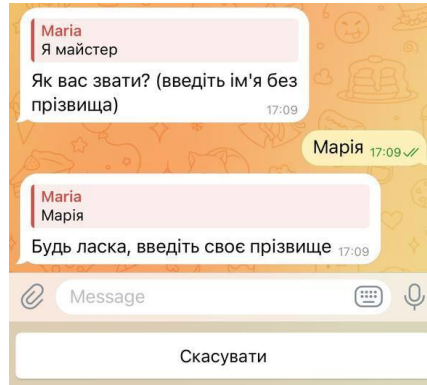 Maria
Я майстер
Як вас звати? (введіть ім'я без
прізвища)
17:09
Марія 17:09
Maria
Марія
Будь ласка, введіть своє прізвище 17:09
Message
Скасувати